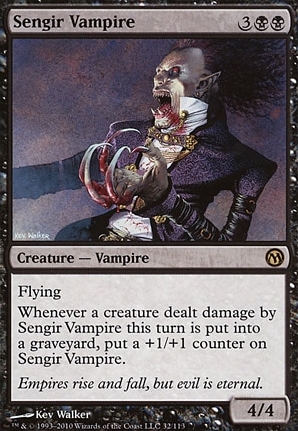 Sengir Vampire 3
KEV WALKER
Creature — Vampire
Flying
Whenever a creature dealt damage by
Sengir Vampire this turn is put into
a graveyard, put a +1/+1 counter on
Sengir Vampire.
Empires rise and fall, but evil is eternal.
4/4
Kev Walker
™ & © 1993–2010 Wizards of the Coast LLC 32/113